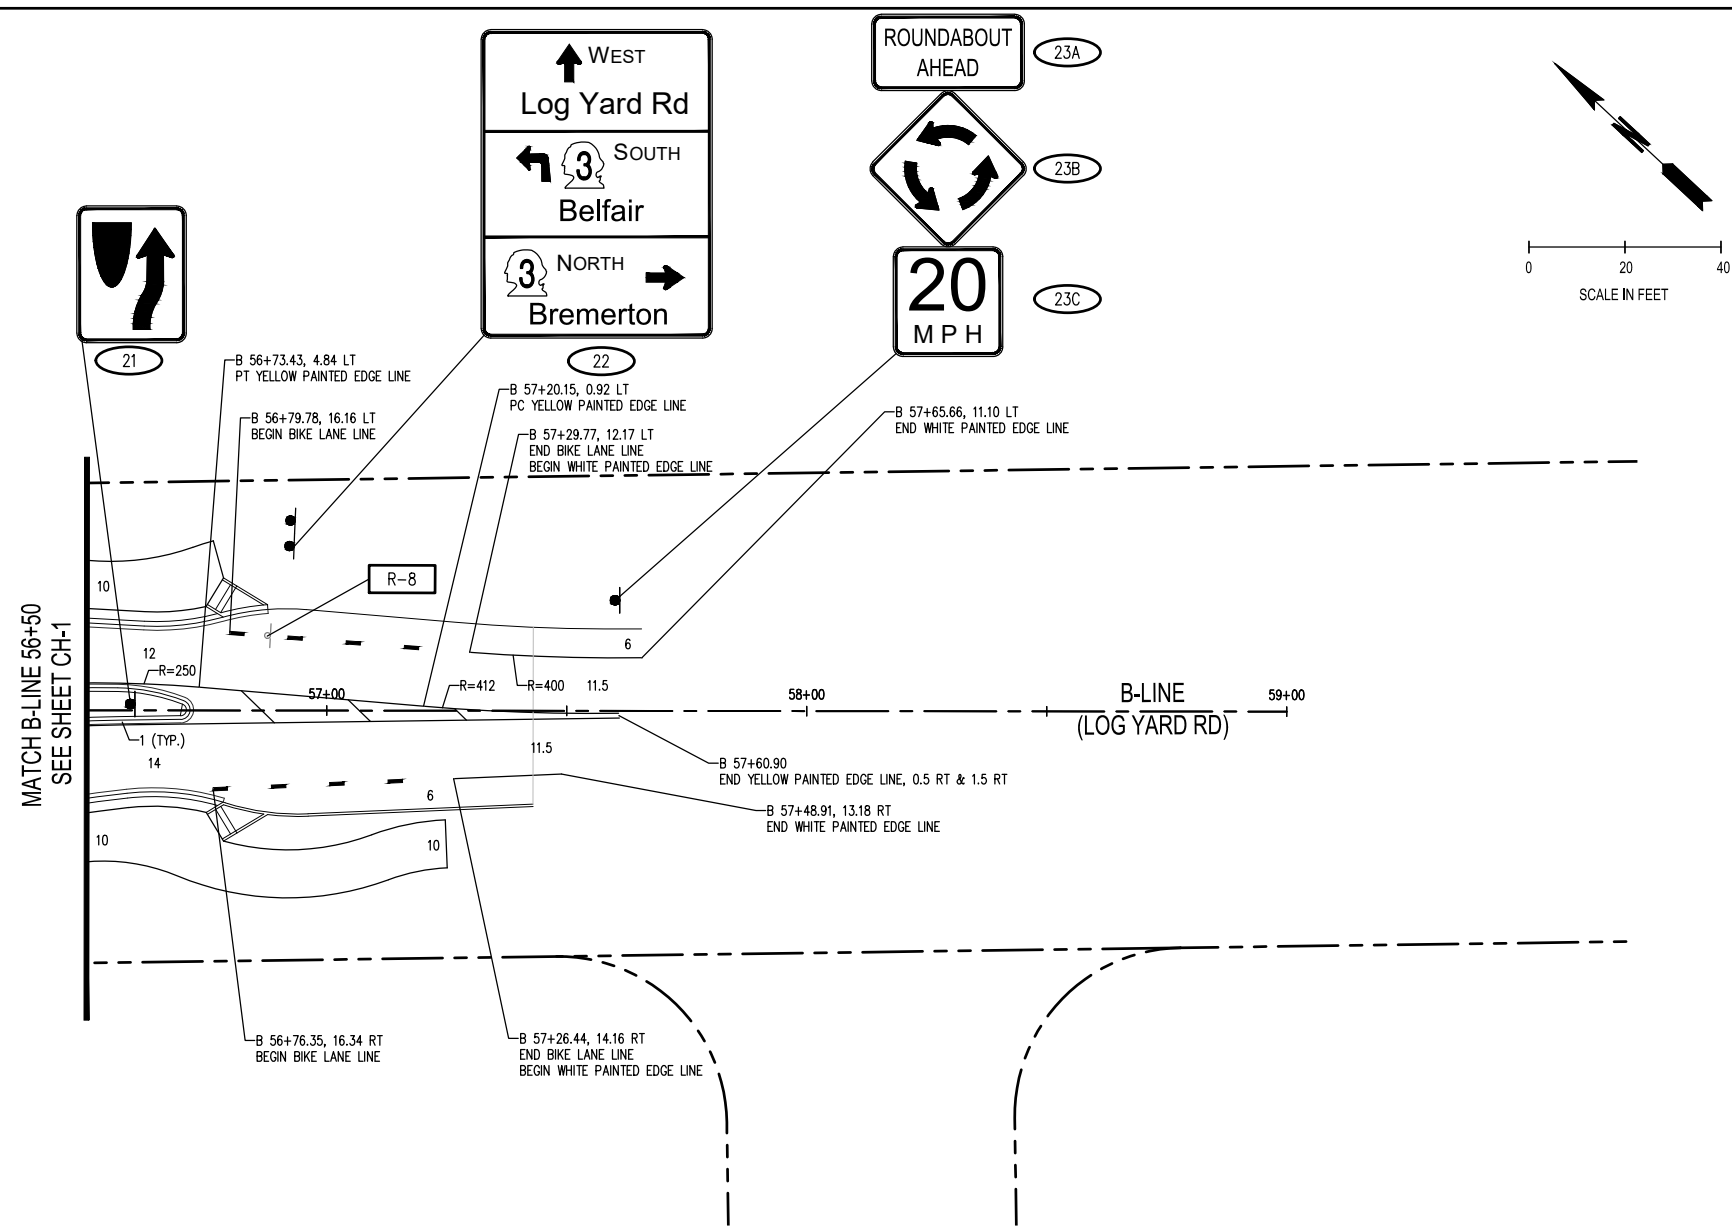 WEST
Log Yard Rd
3 SOUTH
Belfair
3 NORTH
Bremerton
22
ROUNDABOUT
AHEAD
23A
23B
20
MPH
23C
N
0 20 40
SCALE IN FEET
21
B 56+73.43, 4.84 LT
PT YELLOW PAINTED EDGE LINE
B 56+79.78, 16.16 LT
BEGIN BIKE LANE LINE
B 57+20.15, 0.92 LT
PC YELLOW PAINTED EDGE LINE
B 57+29.77, 12.17 LT
END BIKE LANE LINE
BEGIN WHITE PAINTED EDGE LINE
B 57+65.66, 11.10 LT
END WHITE PAINTED EDGE LINE
MATCH B-LINE 56+50
SEE SHEET CH-1
10
R-8
12
R=250
6
R=412
R=400
11.5
57+00
58+00
59+00
B-LINE
(LOG YARD RD)
1 (TYP.)
14
11.5
6
10
10
B 57+60.90
END YELLOW PAINTED EDGE LINE, 0.5 RT & 1.5 RT
B 57+48.91, 13.18 RT
END WHITE PAINTED EDGE LINE
B 56+76.35, 16.34 RT
BEGIN BIKE LANE LINE
B 57+26.44, 14.16 RT
END BIKE LANE LINE
BEGIN WHITE PAINTED EDGE LINE